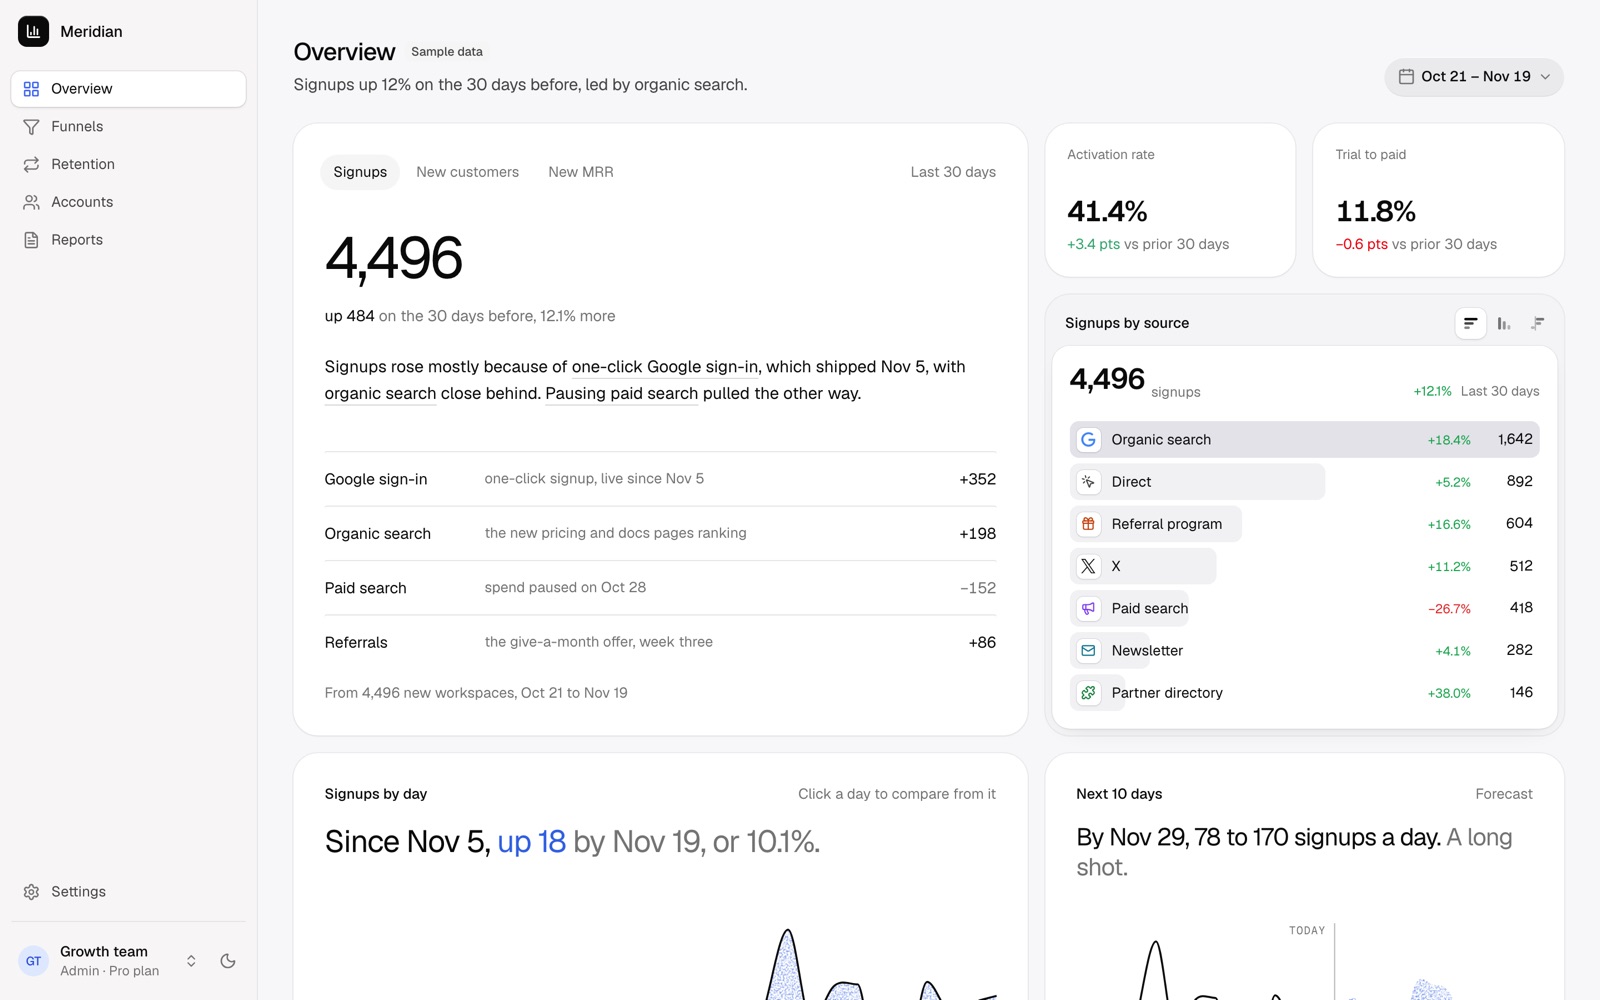 Meridian
Overview
Funnels
Retention
Accounts
Reports
Settings
GT
Growth team
Admin · Pro plan
Overview
Sample data
Signups up 12% on the 30 days before, led by organic search.
Oct 21 – Nov 19
Signups
New customers
New MRR
Last 30 days
4,496
up 484 on the 30 days before, 12.1% more
Signups rose mostly because of one-click Google sign-in, which shipped Nov 5, with
organic search close behind. Pausing paid search pulled the other way.
Google sign-in one-click signup, live since Nov 5 +352
Organic search the new pricing and docs pages ranking +198
Paid search spend paused on Oct 28 −152
Referrals the give-a-month offer, week three +86
From 4,496 new workspaces, Oct 21 to Nov 19
Activation rate
41.4%
+3.4 pts vs prior 30 days
Trial to paid
11.8%
−0.6 pts vs prior 30 days
Signups by source
4,496 signups +12.1% Last 30 days
Organic search +18.4% 1,642
Direct +5.2% 892
Referral program +16.6% 604
X +11.2% 512
Paid search −26.7% 418
Newsletter +4.1% 282
Partner directory +38.0% 146
Signups by day
Click a day to compare from it
Since Nov 5, up 18 by Nov 19, or 10.1%.
Next 10 days
Forecast
By Nov 29, 78 to 170 signups a day. A long
shot.
TODAY